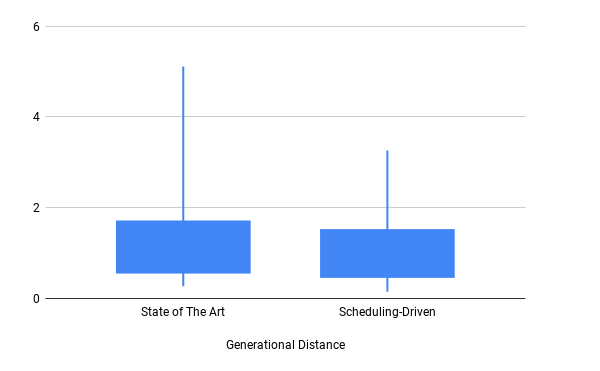 6
4
2
0
State of The Art
Scheduling-Driven
Generational Distance